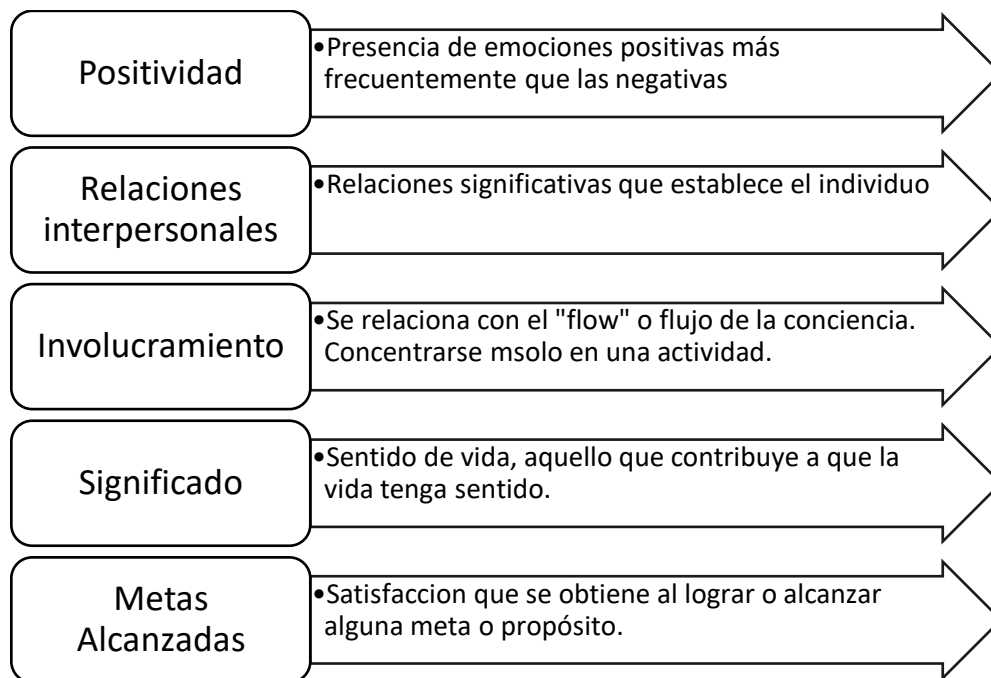 Positividad
•Presencia de emociones positivas más
frecuentemente que las negativas
Relaciones
interpersonales
•Relaciones significativas que establece el individuo
Involucramiento
•Se relaciona con el "flow" o flujo de la conciencia.
Concentrarse msolo en una actividad.
Significado
•Sentido de vida, aquello que contribuye a que la
vida tenga sentido.
Metas
Alcanzadas
•Satisfaccion que se obtiene al lograr o alcanzar
alguna meta o propósito.